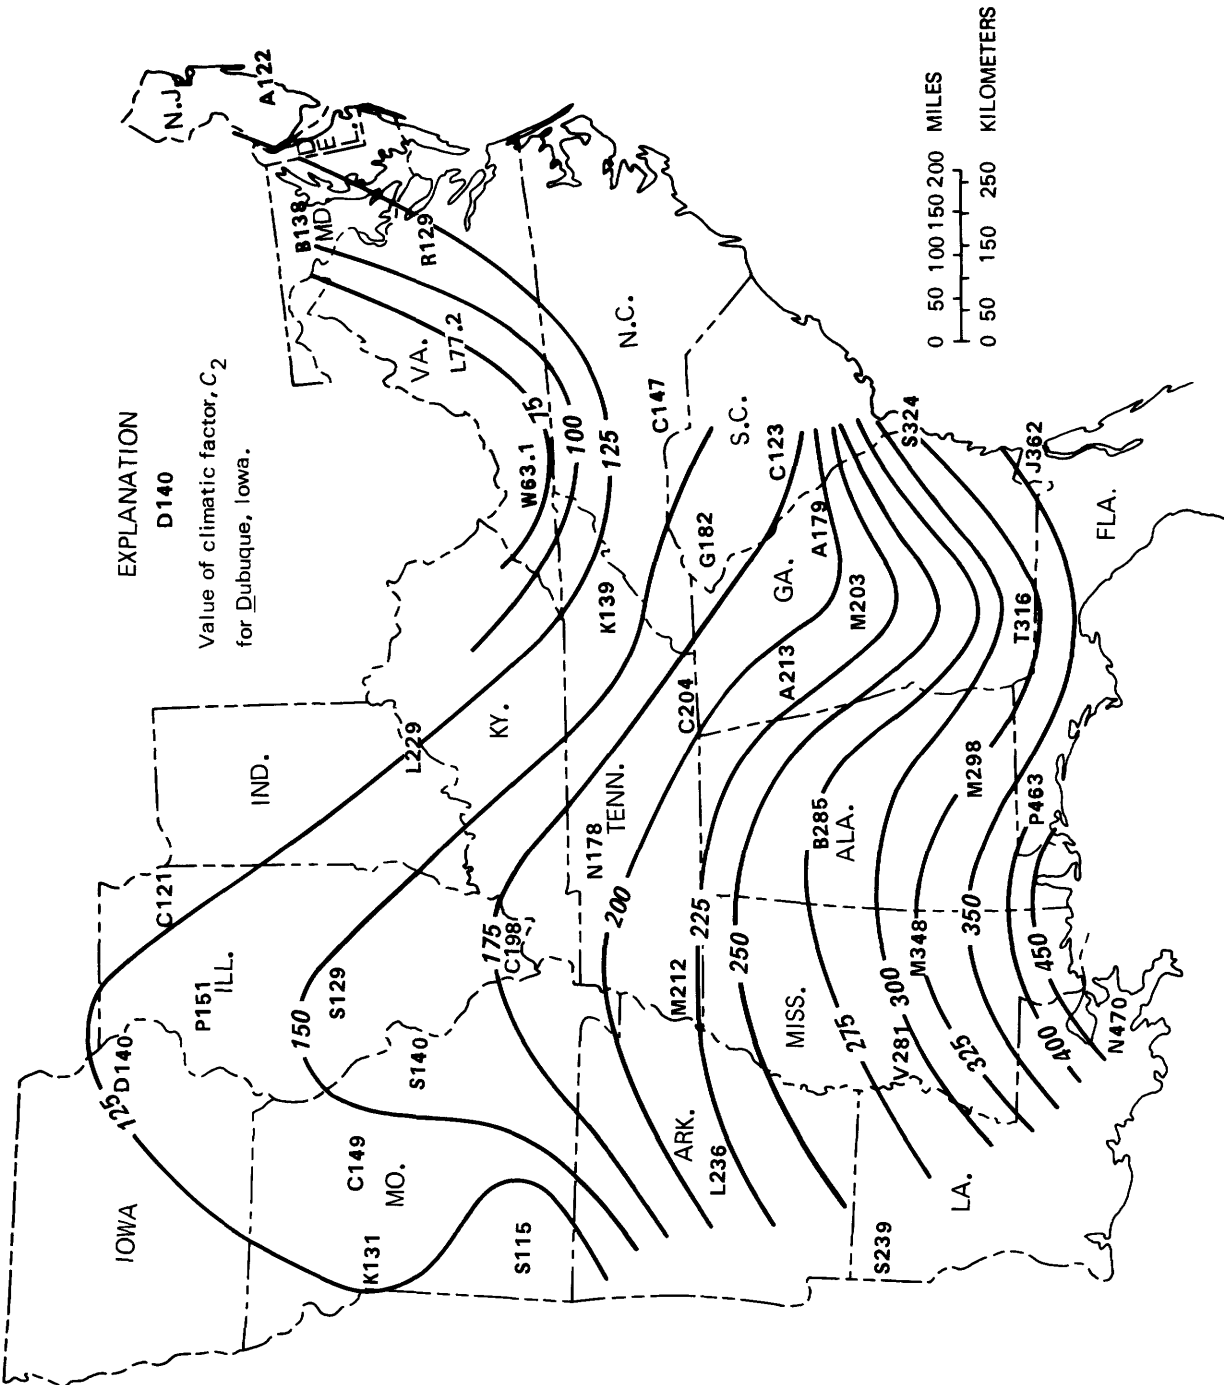 EXPLANATION
D140
Value of climatic factor, C2
for Dubuque, Iowa.
N.J.
A122
DEL.
B138
MD
R129
VA.
L77.2
W63.1
75
100
125
N.C.
C147
S.C.
C123
G182
K139
A179
GA.
M203
A213
C204
S324
J362
FLA.
T316
IND.
L229
KY.
TENN.
N178
C121
ILL.
P151
S129
150
175
C198
200
225
M212
250
B285
ALA.
M298
P463
350
M348
300
V281
275
MISS.
325
400
450
N470
D140
125
S140
C149
MO.
IOWA
K131
S115
ARK.
L236
LA.
S239
0 50 100 150 200 MILES
0 50 150 250 KILOMETERS